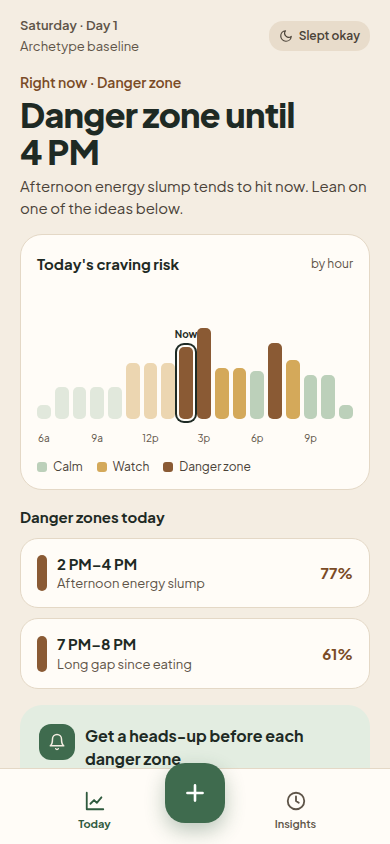 Saturday · Day 1
Archetype baseline
Slept okay
Right now · Danger zone
Danger zone until
4 PM
Afternoon energy slump tends to hit now. Lean on
one of the ideas below.
Today's craving risk
by hour
Now
6a 9a 12p 3p 6p 9p
Calm Watch Danger zone
Danger zones today
2 PM–4 PM
Afternoon energy slump
77%
7 PM–8 PM
Long gap since eating
61%
Get a heads-up before each
danger zone
Today
Insights